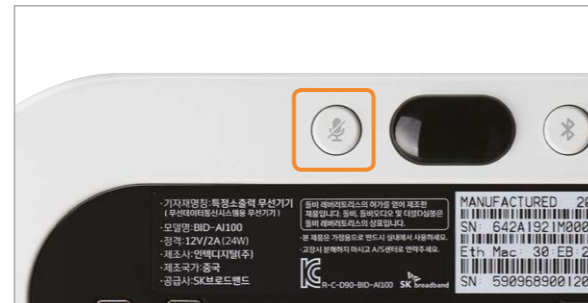 ·기자재명칭:특정소출력 무선기기
( 무선데이터통신시스템용 무선기기 )
·모델명:BID-AI100
·정격:12V/2A (24W)
·제조사:인텍디지탈(주)
·제조국가:중국
·공급사:SK브로드밴드
돌비 레버러토리스의 허가를 얻어 제조한
제품입니다. 돌비, 돌비오디오 및 더블D심볼은
돌비 레버러토리스의 상표입니다.
·본 제품은 가정용으로 반드시 실내에서 사용하세요.
·고장시 분해하지 마시고 A/S센터로 연락주세요.
R-C-D90-BID-AI100 SK broadband
MANUFACTURED 20
SN: 642A1921M000
Eth Mac: 30:EB:2
SN: 590968900120